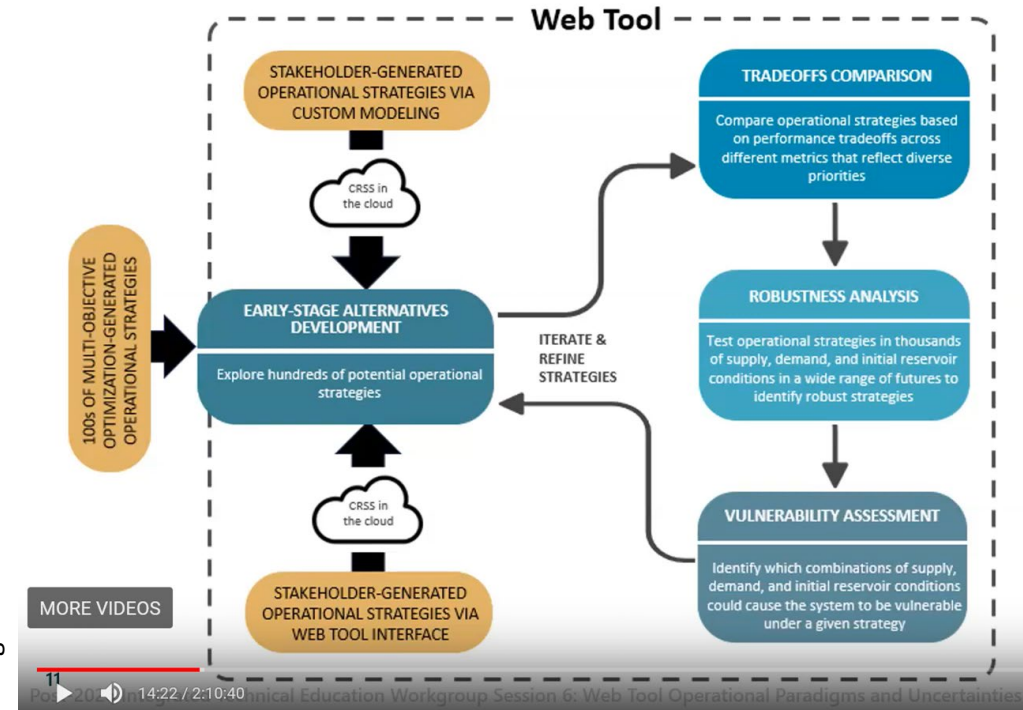 Web Tool
STAKEHOLDER-GENERATED
OPERATIONAL STRATEGIES VIA
CUSTOM MODELING
CRSS in
the cloud
100s OF MULTI-OBJECTIVE
OPTIMIZATION-GENERATED
OPERATIONAL STRATEGIES
EARLY-STAGE ALTERNATIVES
DEVELOPMENT
Explore hundreds of potential operational
strategies
CRSS in
the cloud
STAKEHOLDER-GENERATED
OPERATIONAL STRATEGIES VIA
WEB TOOL INTERFACE
ITERATE &
REFINE
STRATEGIES
TRADEOFFS COMPARISON
Compare operational strategies based
on performance tradeoffs across
different metrics that reflect diverse
priorities
ROBUSTNESS ANALYSIS
Test operational strategies in thousands
of supply, demand, and initial reservoir
conditions in a wide range of futures to
identify robust strategies
VULNERABILITY ASSESSMENT
Identify which combinations of supply,
demand, and initial reservoir conditions
could cause the system to be vulnerable
under a given strategy
MORE VIDEOS
11
14:22 / 2:10:40
Technical Education Workgroup Session 6: Web Tool Operational Paradigms and Uncertainties